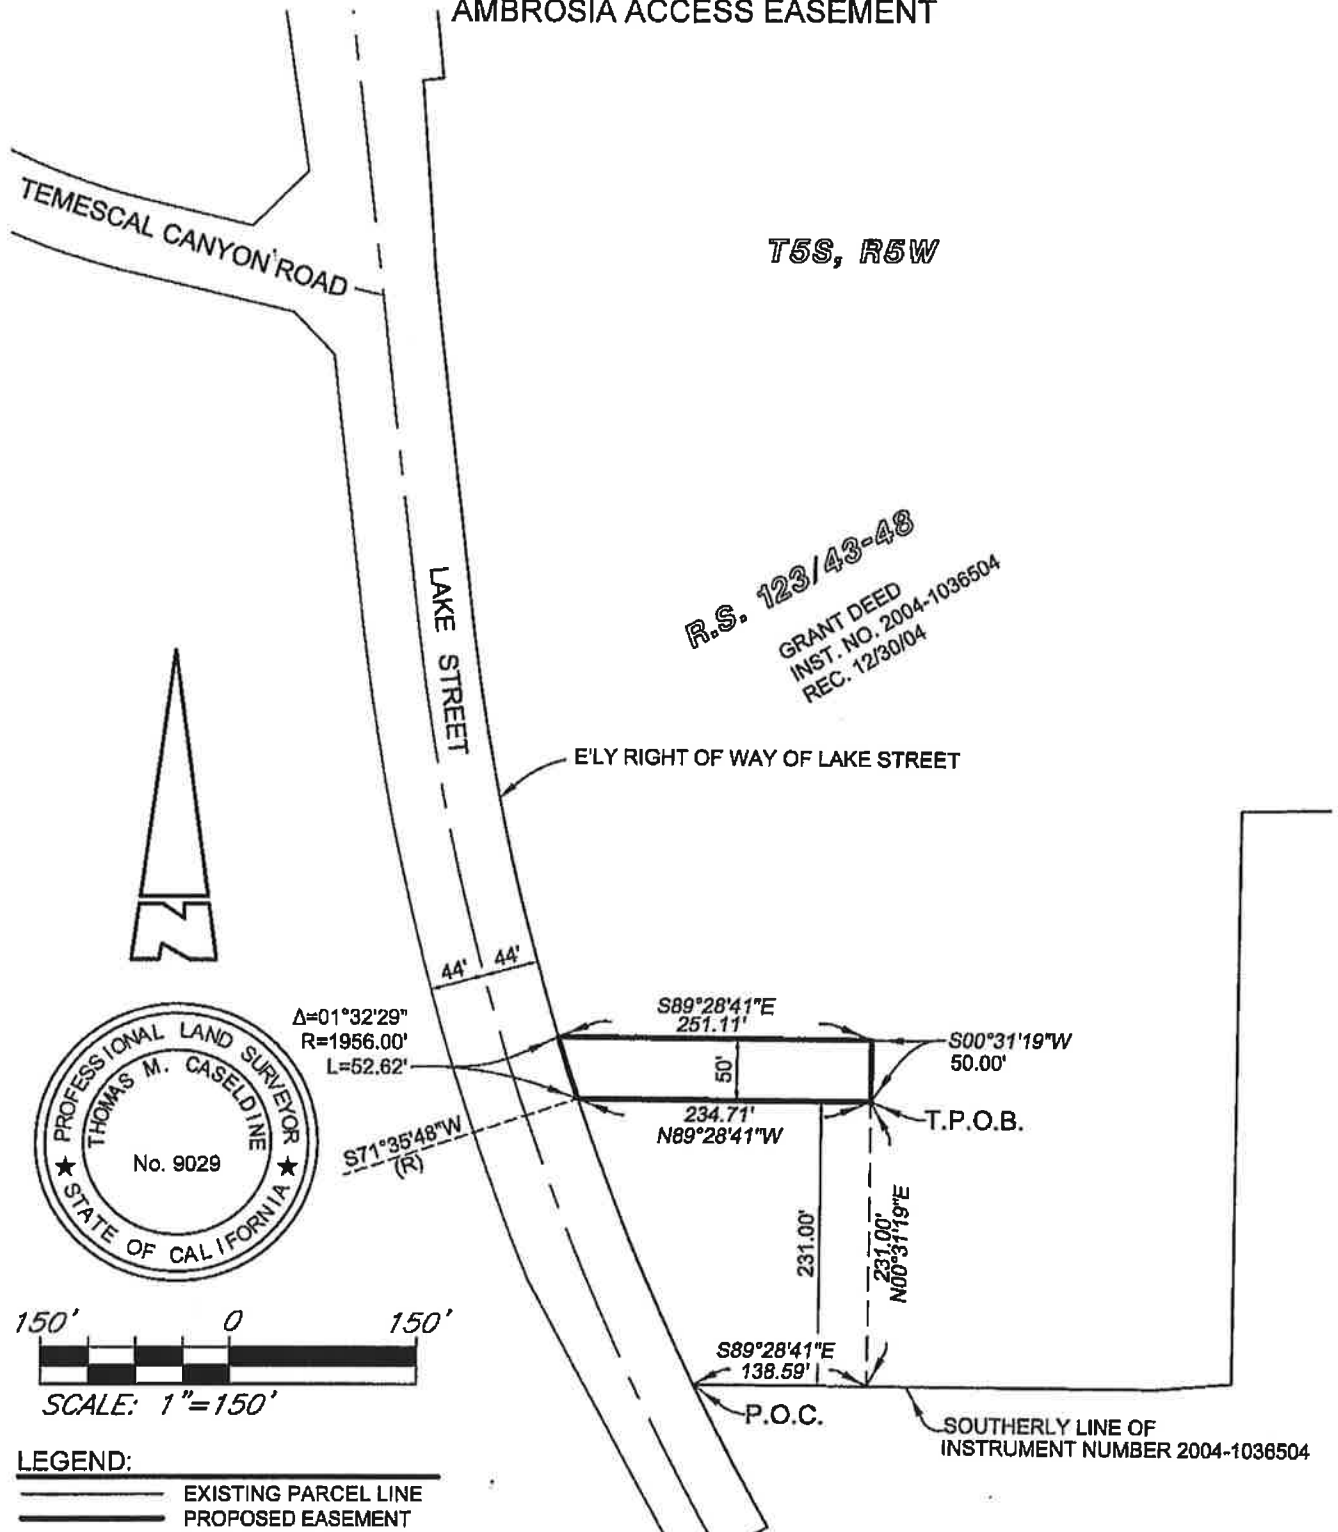 AMBROSIA ACCESS EASEMENT
TEMESCAL CANYON ROAD
T5S, R5W
LAKE STREET
R.S. 123/43-48
GRANT DEED
INST. NO. 2004-1036504
REC. 12/30/04
E'LY RIGHT OF WAY OF LAKE STREET
N
44' 44'
Δ=01°32'29"
R=1956.00'
L=52.62'
S89°28'41"E
251.11'
S00°31'19"W
50.00'
50'
234.71'
N89°28'41"W
T.P.O.B.
S71°35'48"W
(R)
PROFESSIONAL LAND SURVEYOR
THOMAS M. CASELDINE
No. 9029
★ STATE OF CALIFORNIA ★
231.00'
231.00'
N00°31'19"E
150' 0 150'
SCALE: 1"=150'
S89°28'41"E
138.59'
P.O.C.
SOUTHERLY LINE OF
INSTRUMENT NUMBER 2004-1036504
LEGEND:
EXISTING PARCEL LINE
PROPOSED EASEMENT